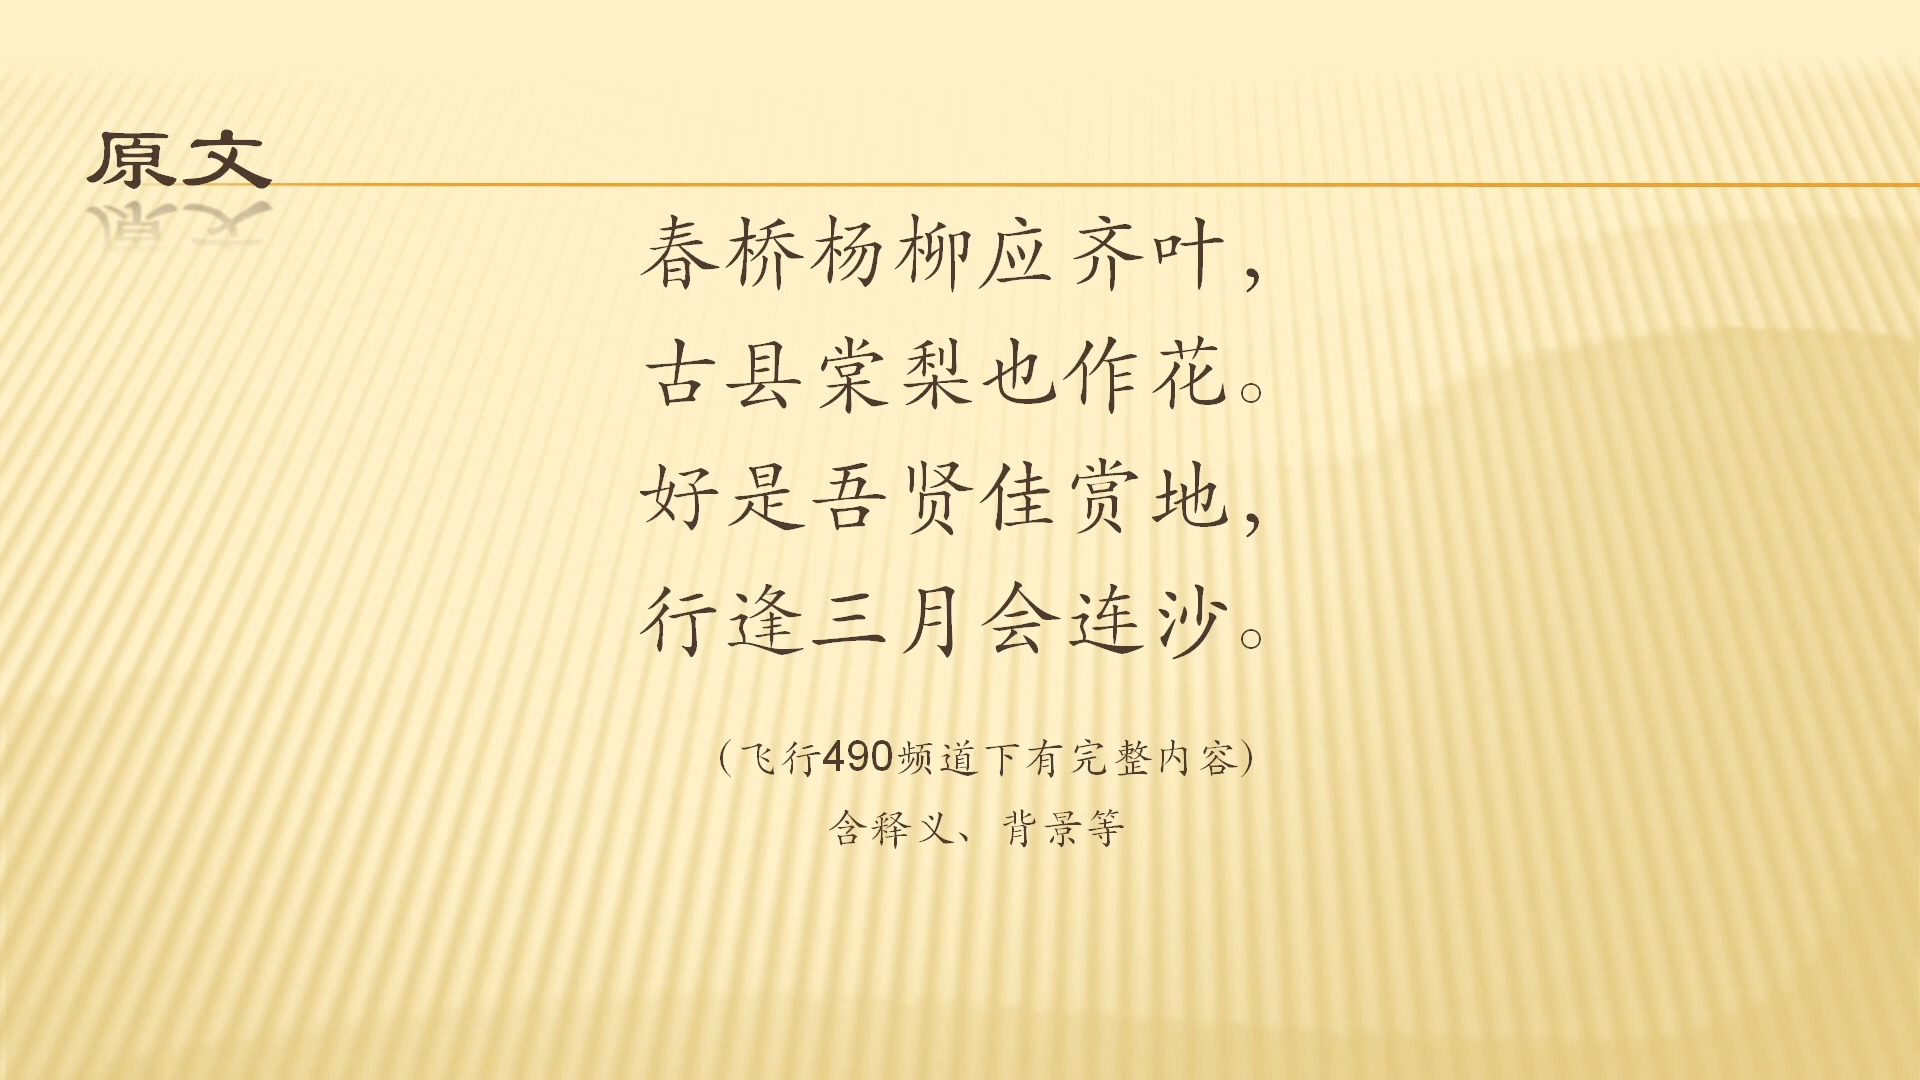 原文
春桥杨柳应齐叶，
古县棠梨也作花。
好是吾贤佳赏地，
行逢三月会连沙。
（飞行490频道下有完整内容）
含释义、背景等